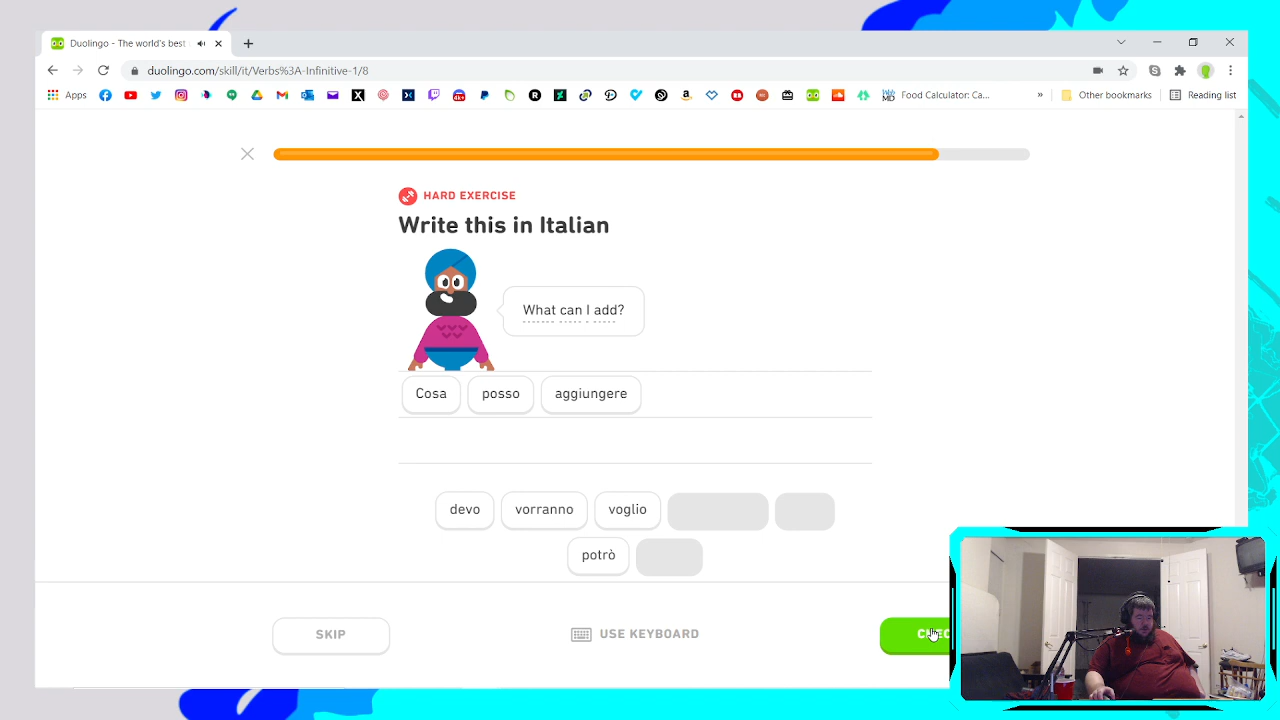 Duolingo - The world's best
duolingo.com/skill/it/Verbs%3A-Infinitive-1/8
Apps
Food Calculator: Ca...
»
Other bookmarks
Reading list
HARD EXERCISE
Write this in Italian
What can I add?
Cosa posso aggiungere
devo vorranno voglio
potrò
SKIP
USE KEYBOARD